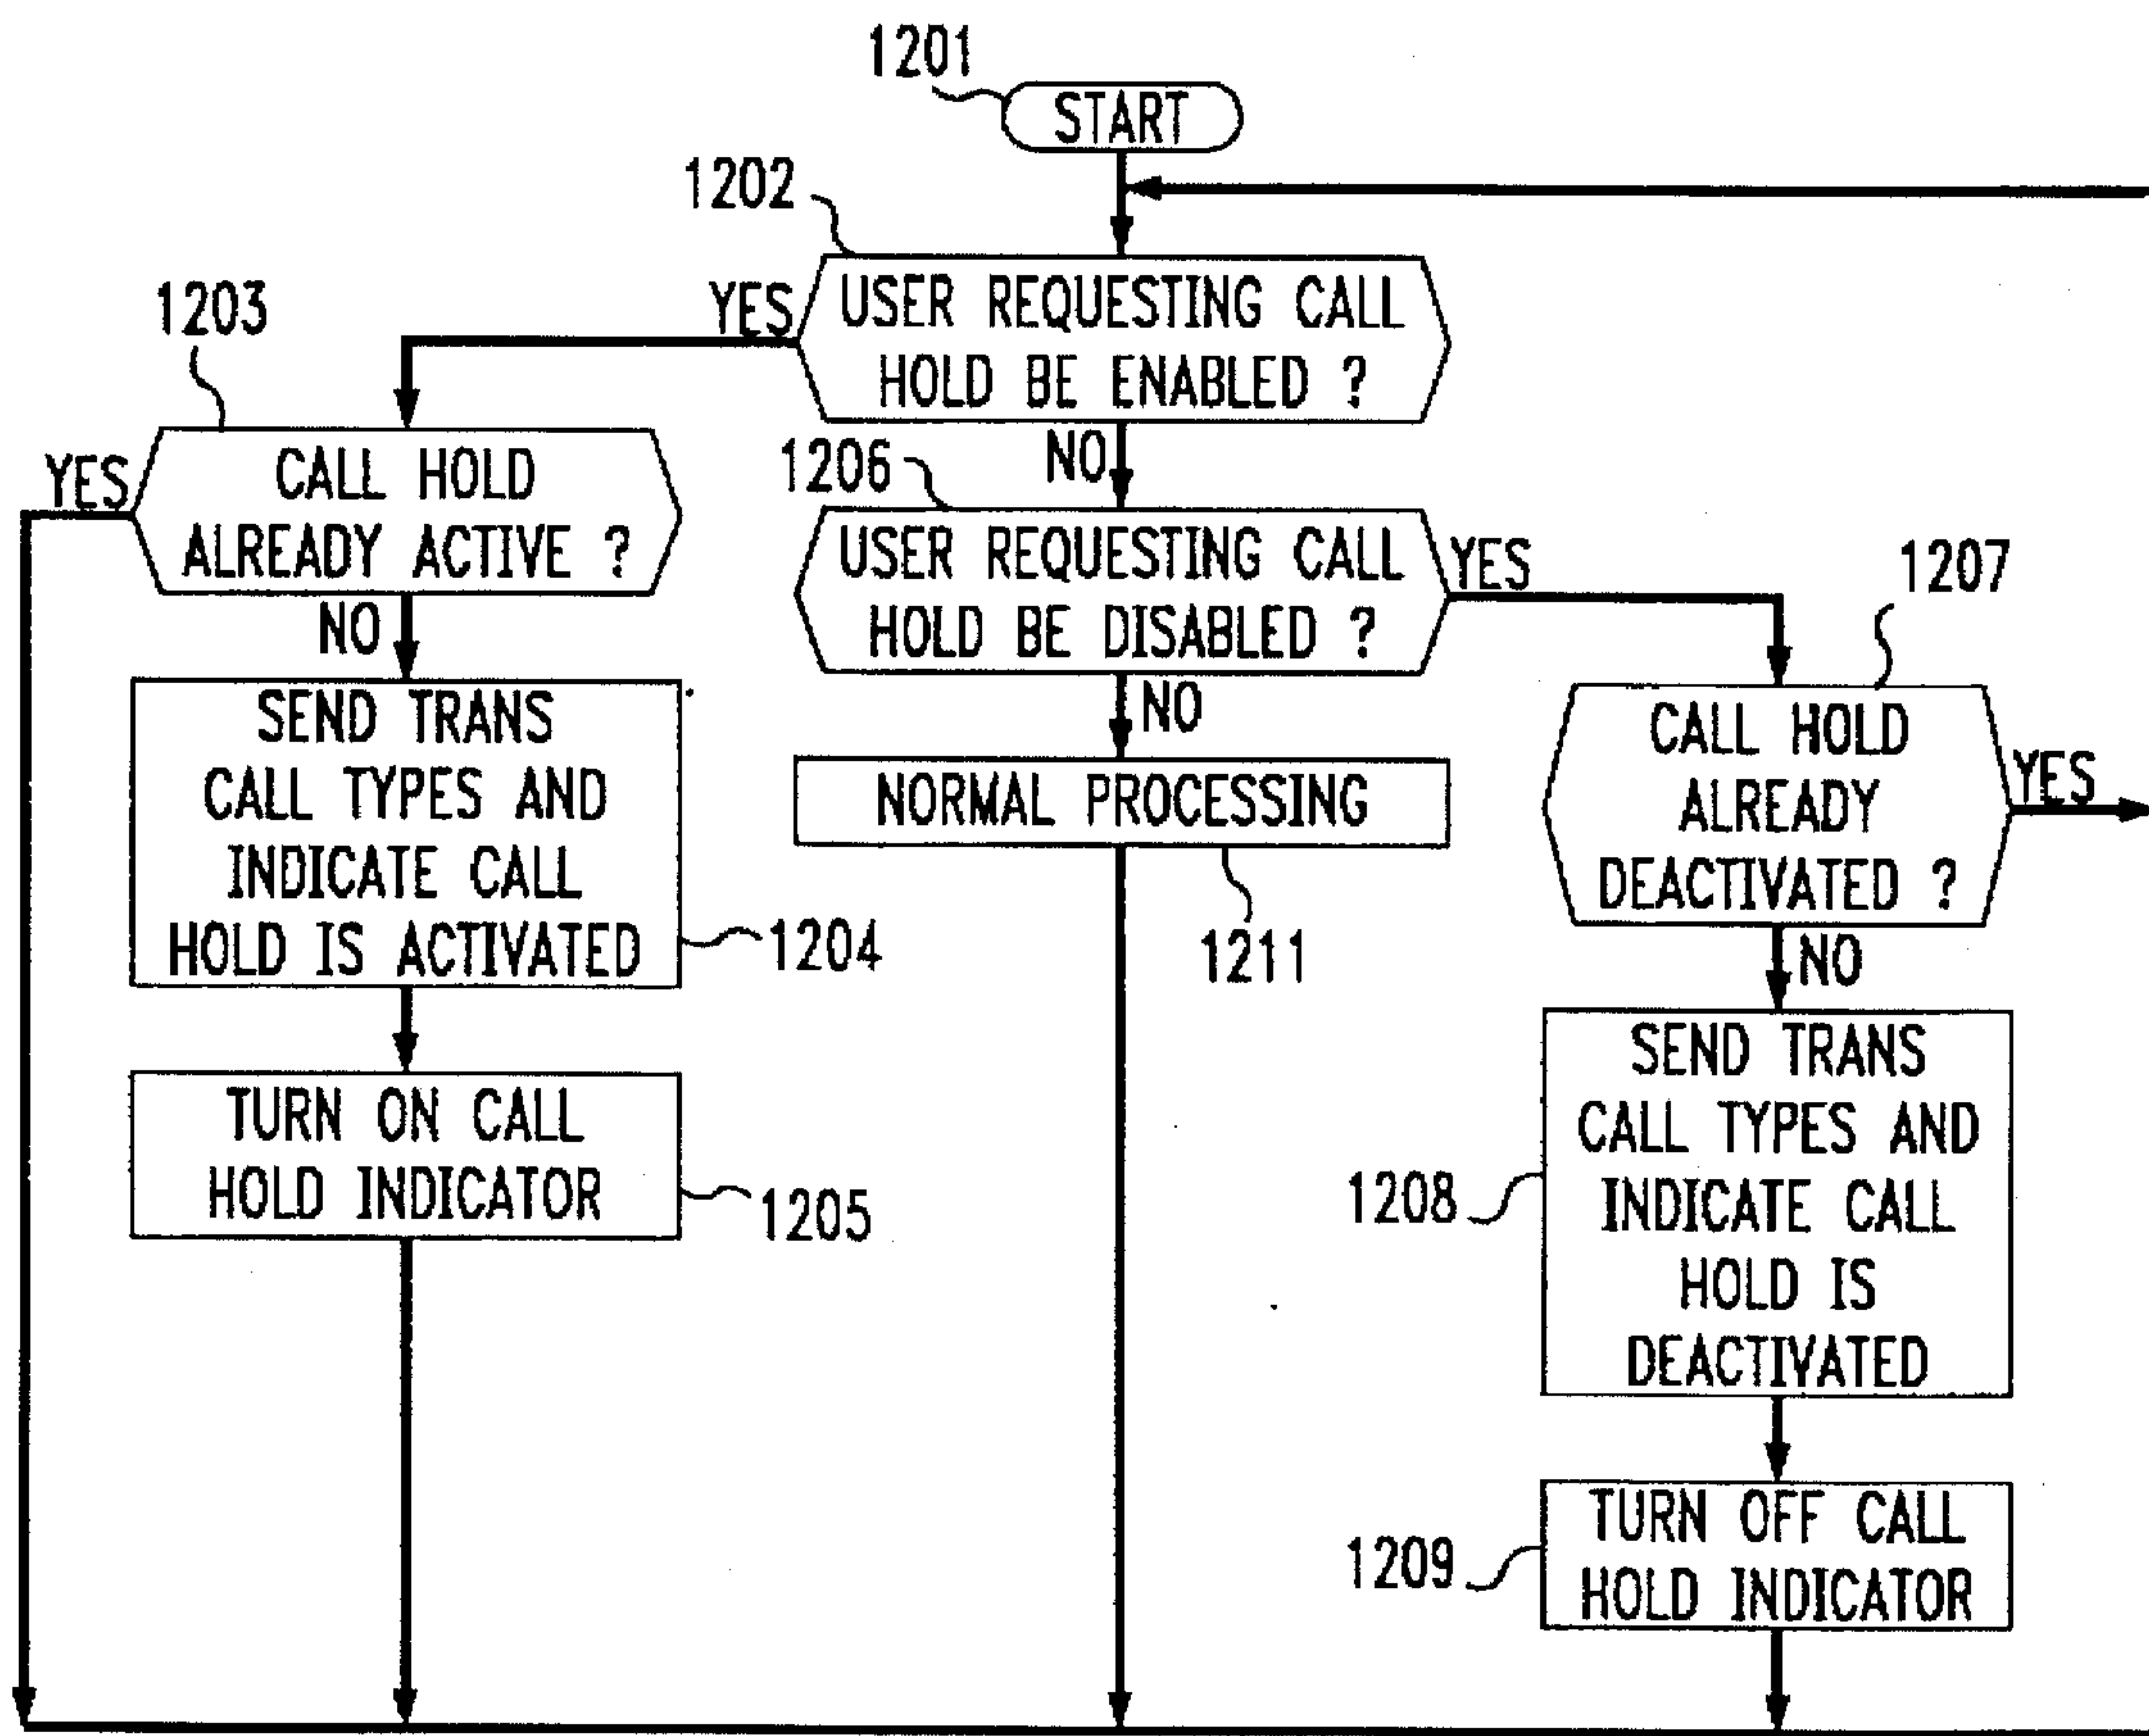 1201
START
1202
YES
USER REQUESTING CALL
HOLD BE ENABLED ?
1203
YES
CALL HOLD
ALREADY ACTIVE ?
NO
1206
NO
USER REQUESTING CALL
HOLD BE DISABLED ?
YES
1207
SEND TRANS
CALL TYPES AND
INDICATE CALL
HOLD IS ACTIVATED
1204
NO
NORMAL PROCESSING
1211
CALL HOLD
ALREADY
DEACTIVATED ?
YES
NO
TURN ON CALL
HOLD INDICATOR
1205
SEND TRANS
CALL TYPES AND
INDICATE CALL
HOLD IS
DEACTIVATED
1208
TURN OFF CALL
HOLD INDICATOR
1209